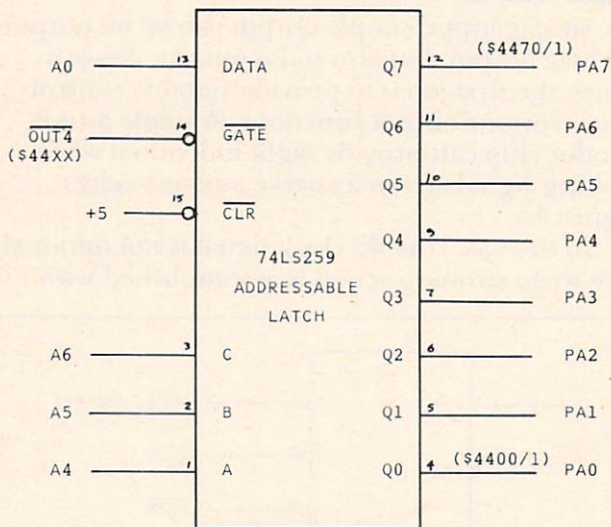 A0 13 DATA Q7 12 ($4470/1) PA7
OUT4 14 GATE Q6 11 PA6
($44XX)
+5 15 CLR Q5 10 PA5
74LS259 Q4 9 PA4
ADDRESSABLE Q3 7 PA3
LATCH
A6 3 C Q2 6 PA2
A5 2 B Q1 5 PA1
A4 1 A Q0 4 ($4400/1) PA0